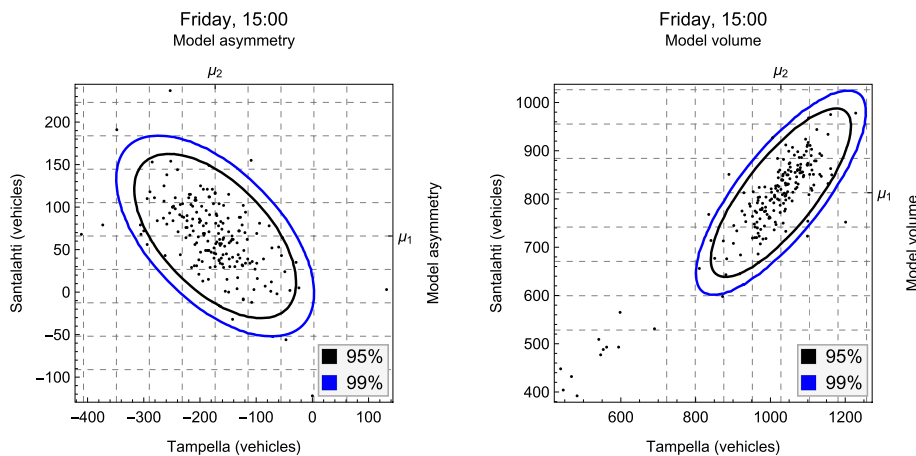 Friday, 15:00
Model asymmetry
μ2
Santalahti (vehicles)
200
150
100
50
0
−50
−100
μ1
Model asymmetry
95%
99%
−400
−300
−200
−100
0
100
Tampella (vehicles)
Friday, 15:00
Model volume
μ2
Santalahti (vehicles)
1000
900
800
700
600
500
400
μ1
Model volume
95%
99%
600
800
1000
1200
Tampella (vehicles)